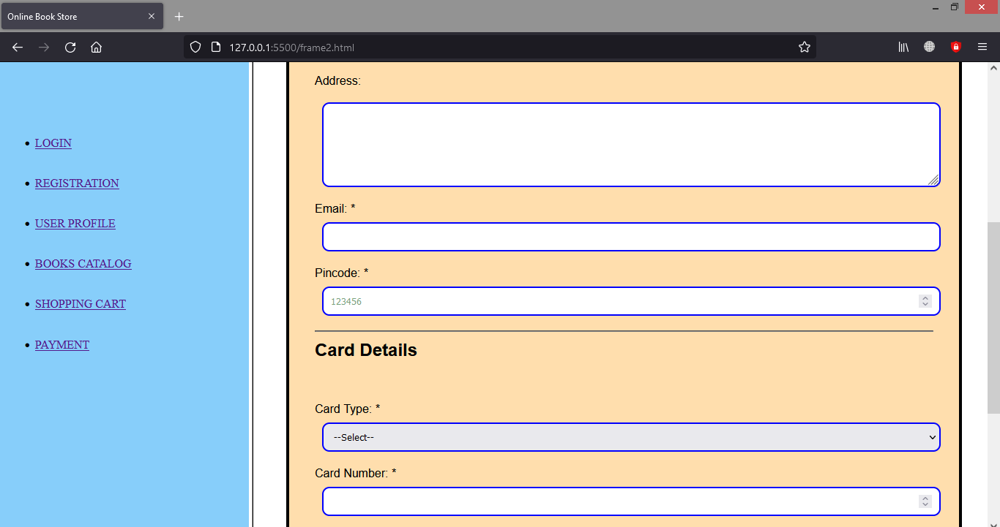 Online Book Store
127.0.0.1:5500/frame2.html
LOGIN
REGISTRATION
USER PROFILE
BOOKS CATALOG
SHOPPING CART
PAYMENT
Address:
Email: *
Pincode: *
123456
Card Details
Card Type: *
--Select--
Card Number: *